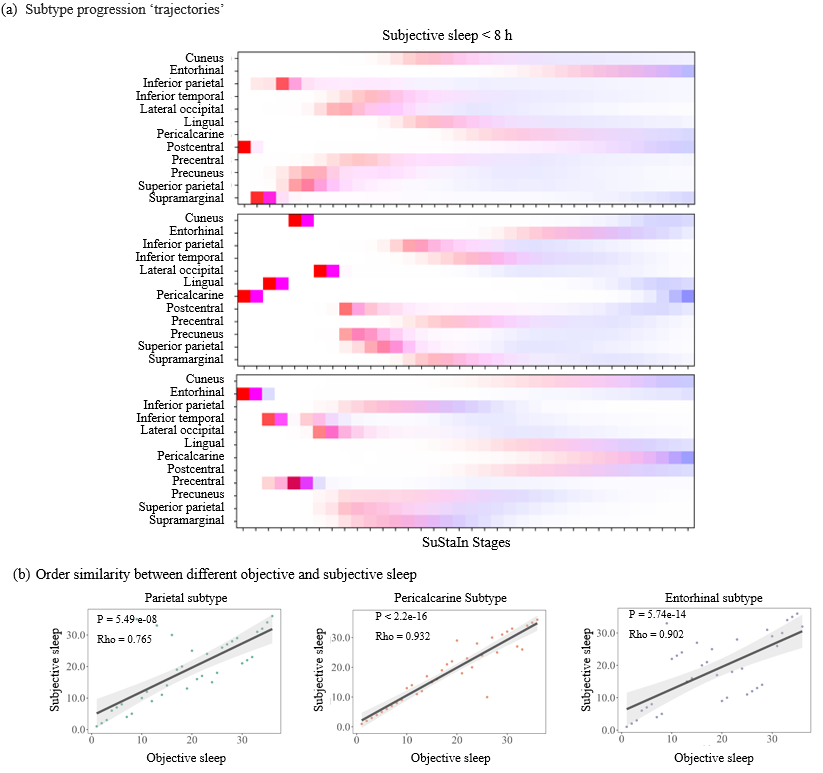 (a) Subtype progression ‘trajectories’
Subjective sleep < 8 h
Cuneus
Entorhinal
Inferior parietal
Inferior temporal
Lateral occipital
Lingual
Pericalcarine
Postcentral
Precentral
Precuneus
Superior parietal
Supramarginal
Cuneus
Entorhinal
Inferior parietal
Inferior temporal
Lateral occipital
Lingual
Pericalcarine
Postcentral
Precentral
Precuneus
Superior parietal
Supramarginal
Cuneus
Entorhinal
Inferior parietal
Inferior temporal
Lateral occipital
Lingual
Pericalcarine
Postcentral
Precentral
Precuneus
Superior parietal
Supramarginal
SuStaIn Stages
(b) Order similarity between different objective and subjective sleep
Parietal subtype
P = 5.49 e-08
Rho = 0.765
Subjective sleep
30.0
20.0
10.0
0.0
0 10 20 30
Objective sleep
Pericalcarine Subtype
P < 2.2e-16
Rho = 0.932
Subjective sleep
30.0
20.0
10.0
0.0
0 10 20 30
Objective sleep
Entorhinal subtype
P = 5.74e-14
Rho = 0.902
Subjective sleep
30.0
20.0
10.0
0.0
0 10 20 30
Objective sleep